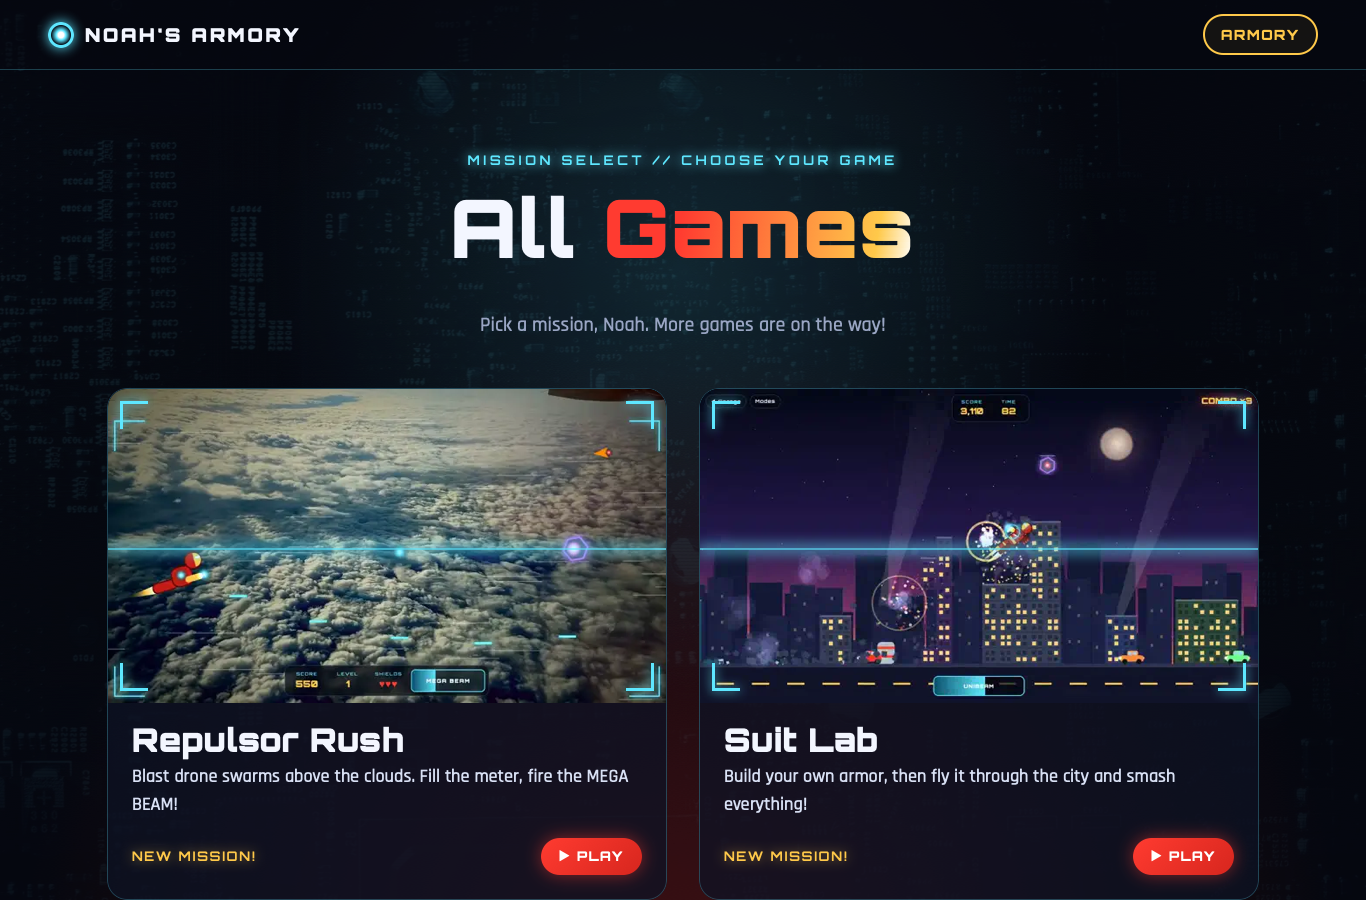 NOAH'S ARMORY
ARMORY
MISSION SELECT // CHOOSE YOUR GAME
All Games
Pick a mission, Noah. More games are on the way!
SCORE LEVEL SHIELDS
550 1 ♥♥♥
MEGA BEAM
Modes
SCORE TIME
3,110 82
COMBO x3
UNIBEAM
Repulsor Rush
Blast drone swarms above the clouds. Fill the meter, fire the MEGA
BEAM!
NEW MISSION!
▶ PLAY
Suit Lab
Build your own armor, then fly it through the city and smash
everything!
NEW MISSION!
▶ PLAY